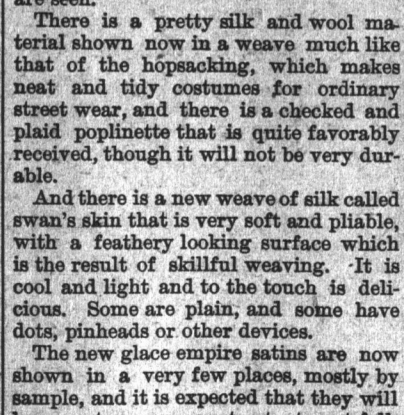 are seen.
There is a pretty silk and wool ma-
terial shown now in a weave much like
that of the hopsacking, which makes
neat and tidy costumes for ordinary
street wear, and there is a checked and
plaid poplinette that is quite favorably
received, though it will not be very dur-
able.
And there is a new weave of silk called
swan's skin that is very soft and pliable,
with a feathery looking surface which
is the result of skillful weaving. It is
cool and light and to the touch is deli-
cious. Some are plain, and some have
dots, pinheads or other devices.
The new glace empire satins are now
shown in a very few places, mostly by
sample, and it is expected that they will